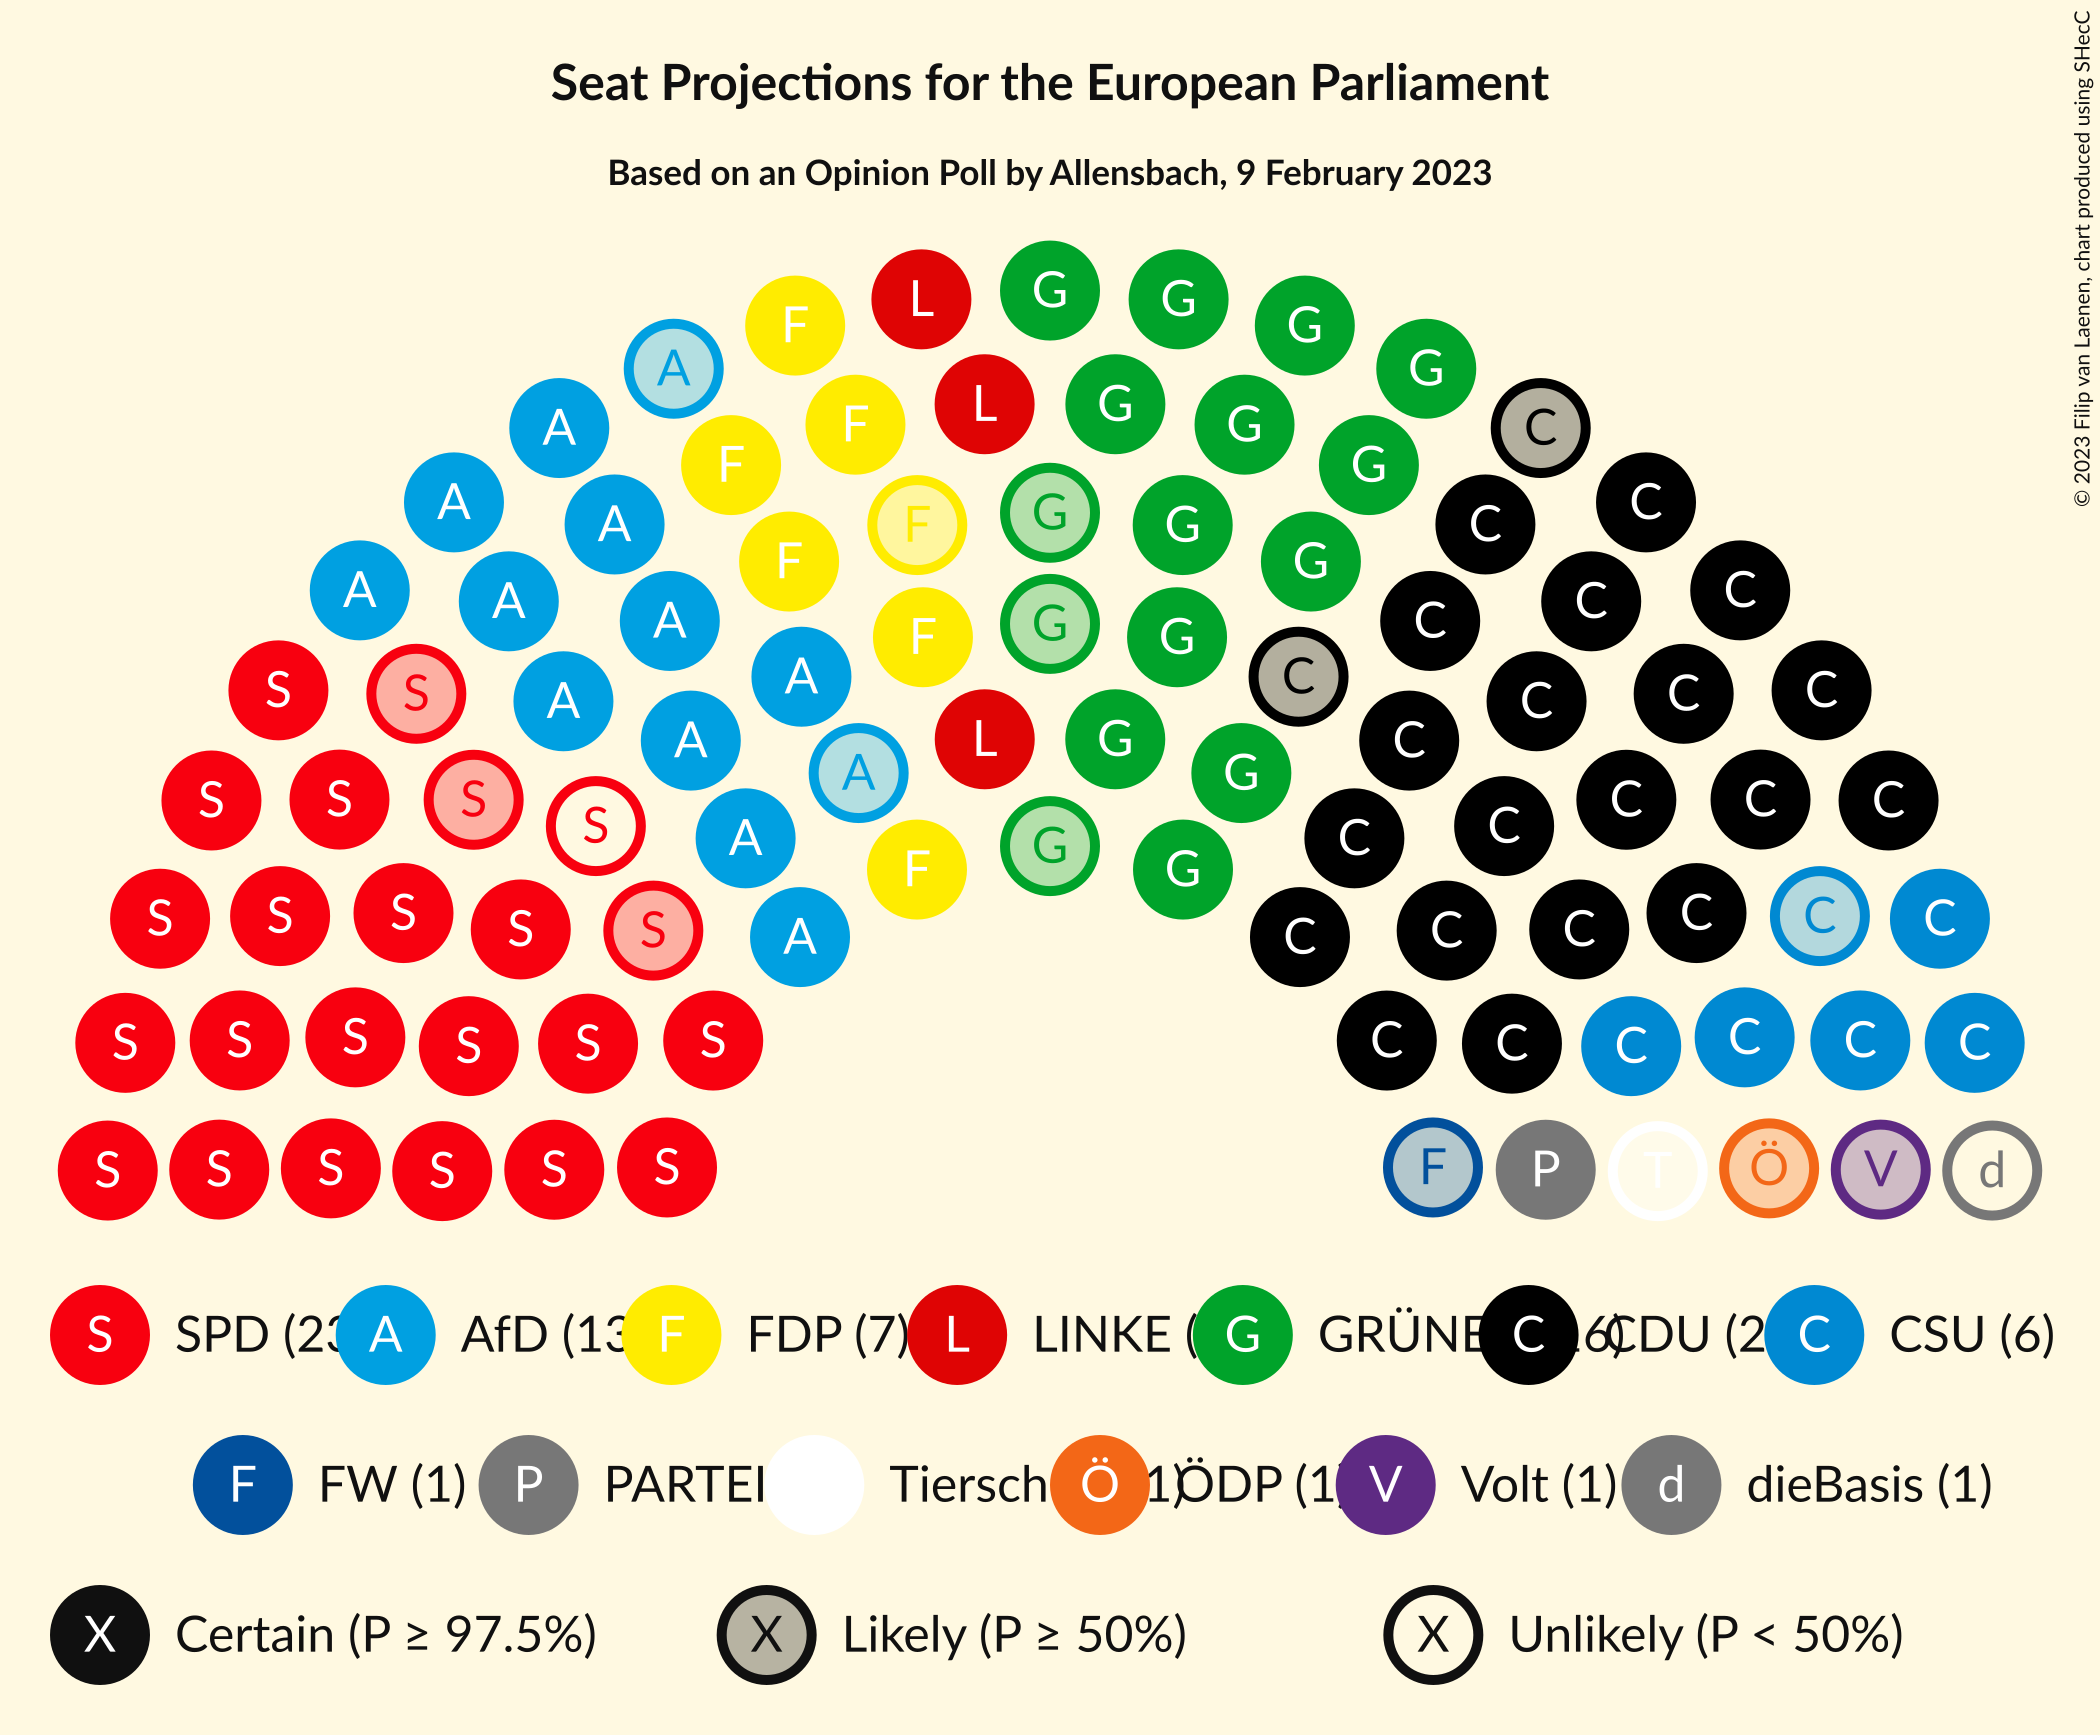 Seat Projections for the European Parliament
Based on an Opinion Poll by Allensbach, 9 February 2023
© 2023 Filip van Laenen, chart produced using SHecC
F L G G G
A G
A F L G G C
F G
A A F G G C C
A A F G C C
A F G G C
S S A A C C C C
A L G C
S S S A G C C C
S A F G G C C
S S S S S A C C C C C C
S S S S S S C C C C C C
S S S S S S F P T Ö V d
S SPD (23 A AfD (13 F FDP (7) L LINKE ( G GRÜNE C 6) CDU (2 C CSU (6)
F FW (1) P PARTEI Tiersch Ö 1) ÖDP (1) V Volt (1) d dieBasis (1)
X Certain (P ≥ 97.5%) X Likely (P ≥ 50%) X Unlikely (P < 50%)